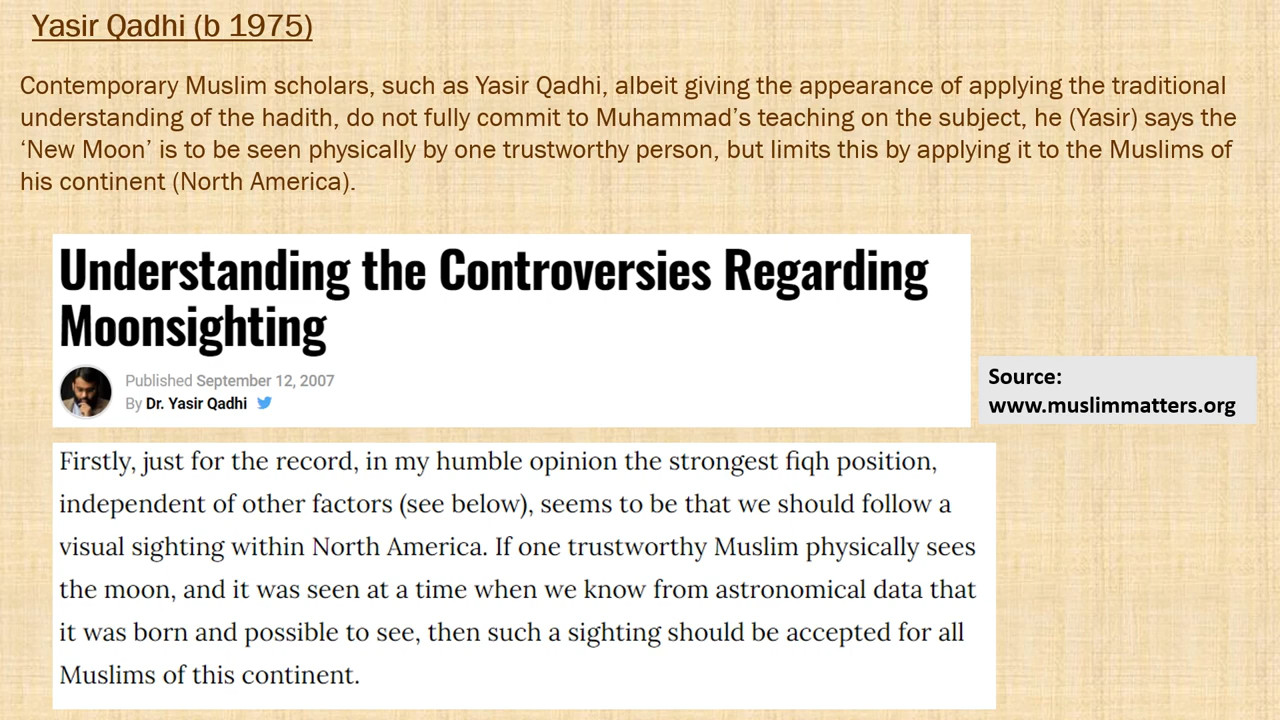 Yasir Qadhi (b 1975)
Contemporary Muslim scholars, such as Yasir Qadhi, albeit giving the appearance of applying the traditional
understanding of the hadith, do not fully commit to Muhammad’s teaching on the subject, he (Yasir) says the
‘New Moon’ is to be seen physically by one trustworthy person, but limits this by applying it to the Muslims of
his continent (North America).
Understanding the Controversies Regarding
Moonsighting
Published September 12, 2007
By Dr. Yasir Qadhi
Source:
www.muslimmatters.org
Firstly, just for the record, in my humble opinion the strongest fiqh position,
independent of other factors (see below), seems to be that we should follow a
visual sighting within North America. If one trustworthy Muslim physically sees
the moon, and it was seen at a time when we know from astronomical data that
it was born and possible to see, then such a sighting should be accepted for all
Muslims of this continent.